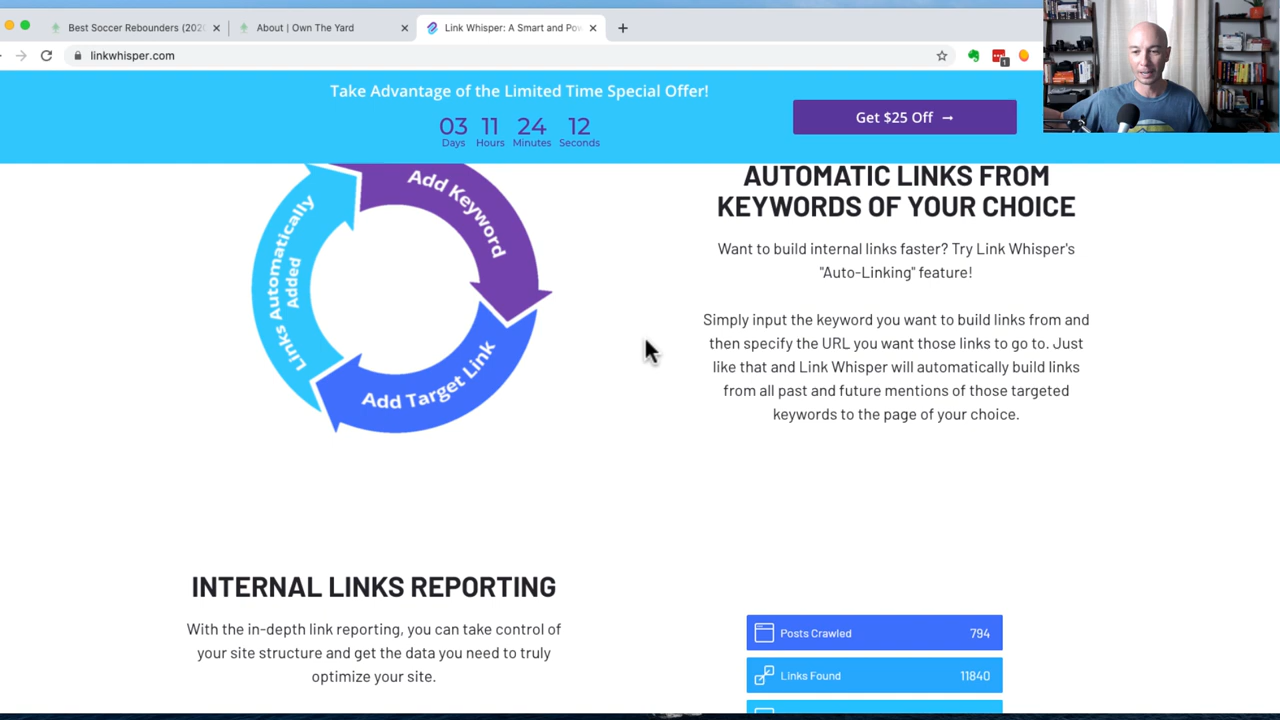 Best Soccer Rebounders (202
About | Own The Yard
Link Whisper: A Smart and Pow
linkwhisper.com
1
Take Advantage of the Limited Time Special Offer!
03 11 24 12
Days Hours Minutes Seconds
Get $25 Off →
Add Keyword
Add Target Link
Links Automatically
Added
AUTOMATIC LINKS FROM
KEYWORDS OF YOUR CHOICE
Want to build internal links faster? Try Link Whisper's
"Auto-Linking" feature!
Simply input the keyword you want to build links from and
then specify the URL you want those links to go to. Just
like that and Link Whisper will automatically build links
from all past and future mentions of those targeted
keywords to the page of your choice.
INTERNAL LINKS REPORTING
With the in-depth link reporting, you can take control of
your site structure and get the data you need to truly
optimize your site.
Posts Crawled 794
Links Found 11840